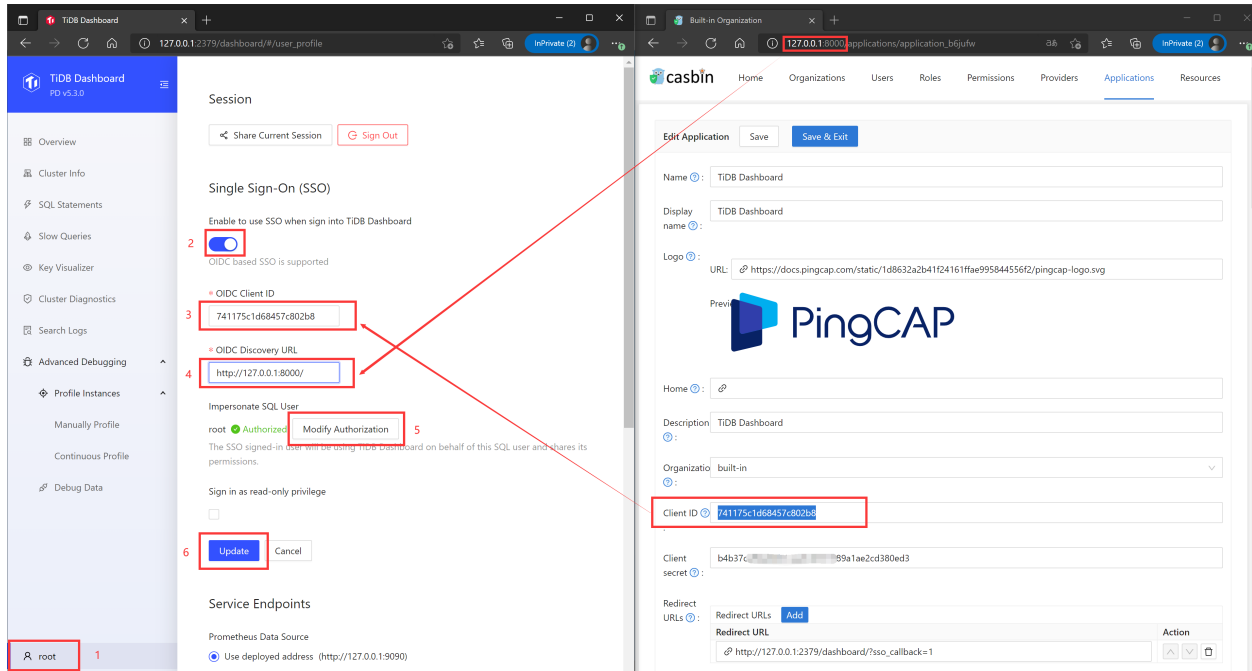 TiDB Dashboard
127.0.0.1:2379/dashboard/#/user_profile
InPrivate (2)
TiDB Dashboard
PD v5.3.0
Overview
Cluster Info
SQL Statements
Slow Queries
Key Visualizer
Cluster Diagnostics
Search Logs
Advanced Debugging
Profile Instances
Manually Profile
Continuous Profile
Debug Data
root
1
Session
Share Current Session
Sign Out
Single Sign-On (SSO)
Enable to use SSO when sign into TiDB Dashboard
2
OIDC based SSO is supported
* OIDC Client ID
3
741175c1d68457c802b8
* OIDC Discovery URL
4
http://127.0.0.1:8000/
Impersonate SQL User
root Authorized Modify Authorization
5
The SSO signed-in user will be using TiDB Dashboard on behalf of this SQL user and shares its
permissions.
Sign in as read-only privilege
6
Update
Cancel
Service Endpoints
Prometheus Data Source
Use deployed address (http://127.0.0.1:9090)
Built-in Organization
127.0.0.1:8000/applications/application_b6jufw
InPrivate (2)
casbin
Home
Organizations
Users
Roles
Permissions
Providers
Applications
Resources
Edit Application
Save
Save & Exit
Name ? :
TiDB Dashboard
Display
name ? :
TiDB Dashboard
Logo ? :
URL:
https://docs.pingcap.com/static/1d8632a2b41f24161ffae995844556f2/pingcap-logo.svg
PingCAP
Home ? :
Description
? :
TiDB Dashboard
Organizatio
? :
built-in
Client ID ?
:
741175c1d68457c802b8
Client
secret ? :
b4b37c
89a1ae2cd380ed3
Redirect
URLs ? :
Redirect URLs
Add
Redirect URL
Action
http://127.0.0.1:2379/dashboard/?sso_callback=1